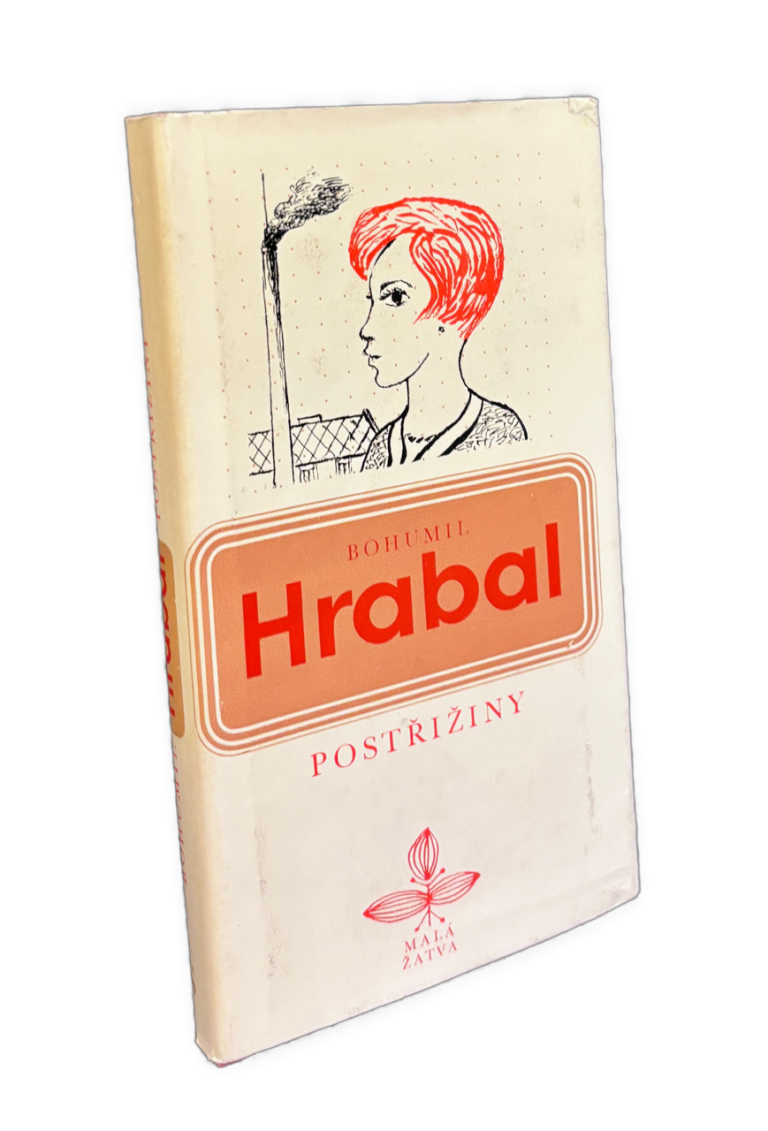 BOHUMIL
Hrabal
POSTŘIŽINY
MALÁ
ŽATVA